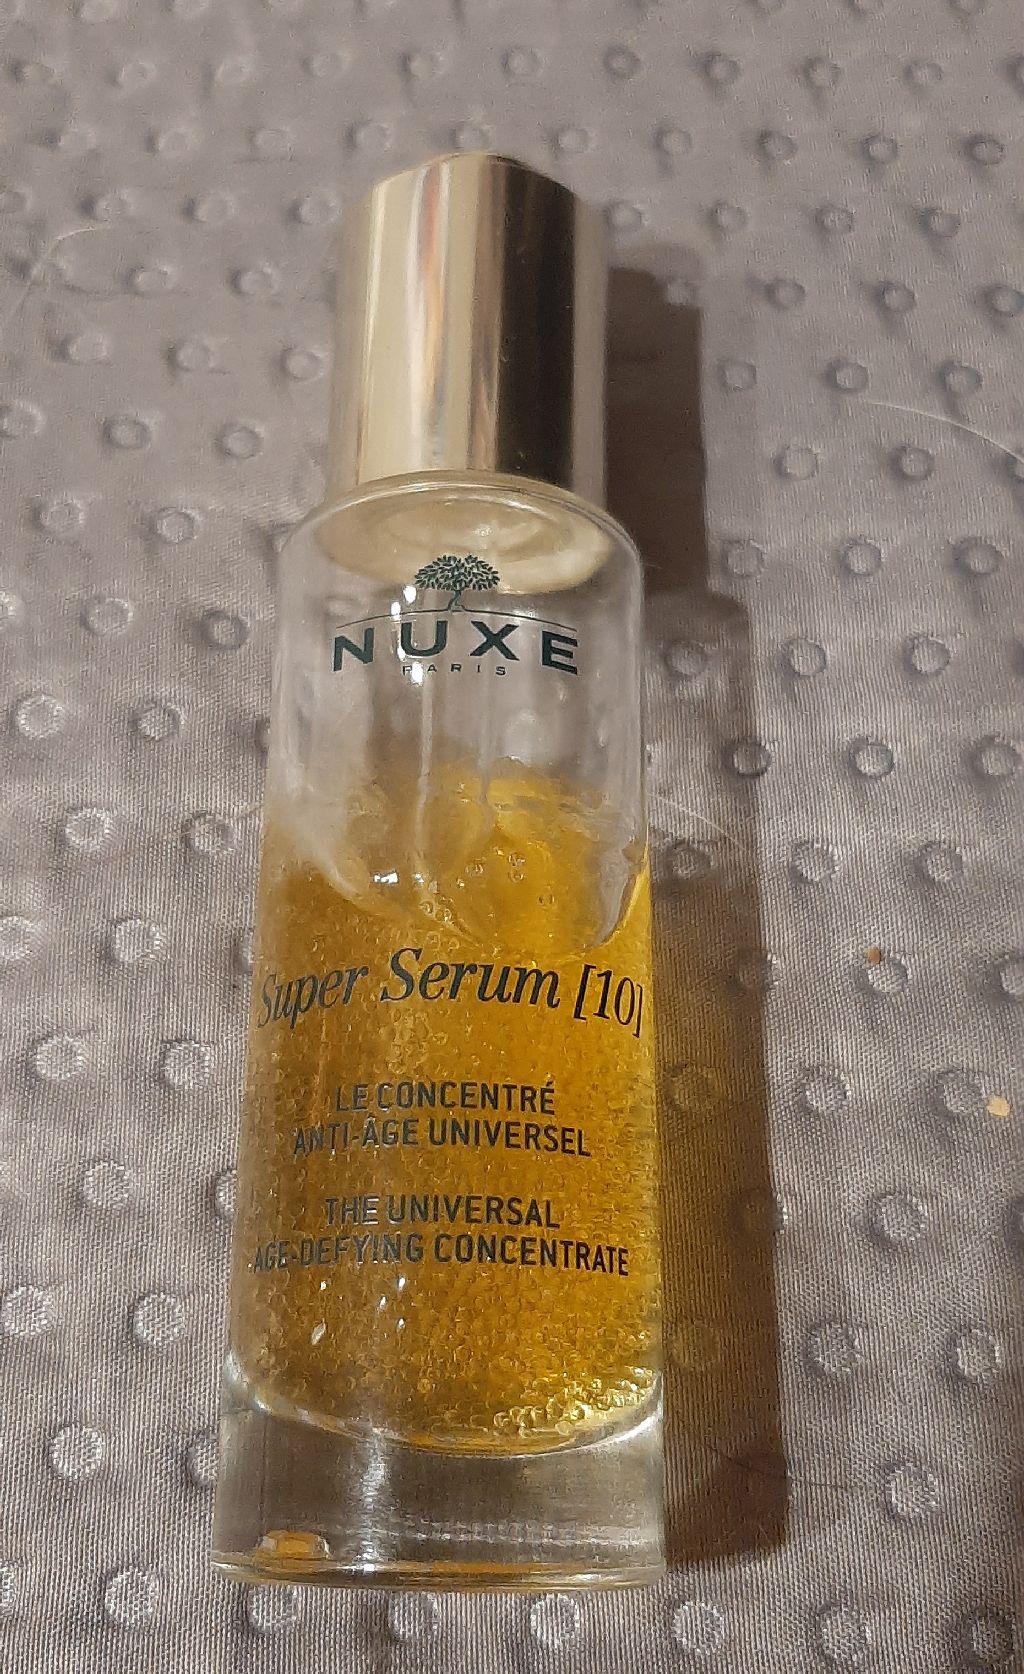 NUXE
PARIS
Super Serum [10]
LE CONCENTRÉ
ANTI-ÂGE UNIVERSEL
THE UNIVERSAL
AGE-DEFYING CONCENTRATE